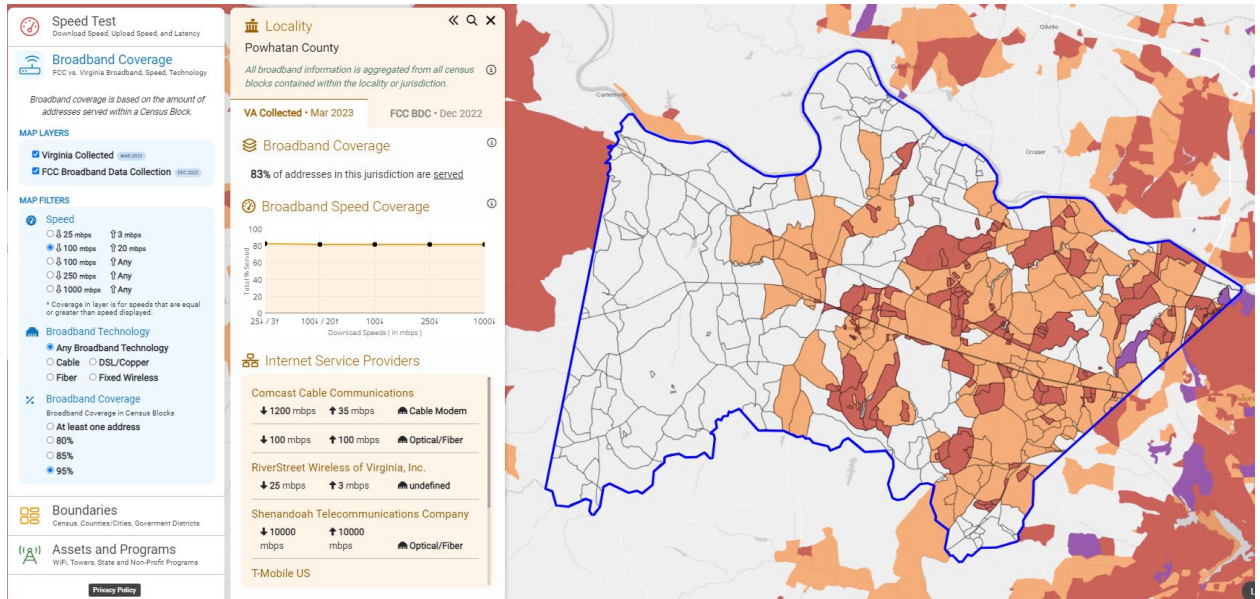 Speed Test
Download Speed, Upload Speed, and Latency
Broadband Coverage
FCC vs. Virginia Broadband, Speed, Technology
Broadband coverage is based on the amount of
addresses served within a Census Block.
MAP LAYERS
Virginia Collected MAR 2023
FCC Broadband Data Collection DEC 2022
MAP FILTERS
Speed
⇩ 25 mbps ⇧ 3 mbps
⇩ 100 mbps ⇧ 20 mbps
⇩ 100 mbps ⇧ Any
⇩ 250 mbps ⇧ Any
⇩ 1000 mbps ⇧ Any
* Coverage in layer is for speeds that are equal
or greater than speed displayed.
Broadband Technology
Any Broadband Technology
Cable DSL/Copper
Fiber Fixed Wireless
Broadband Coverage
Broadband Coverage in Census Blocks
At least one address
80%
85%
95%
Boundaries
Census, Counties/Cities, Goverment Districts
Assets and Programs
WiFi, Towers, State and Non-Profit Programs
Privacy Policy
Locality
Powhatan County
All broadband information is aggregated from all census
blocks contained within the locality or jurisdiction.
VA Collected • Mar 2023 FCC BDC • Dec 2022
Broadband Coverage
83% of addresses in this jurisdiction are served
Broadband Speed Coverage
Total % Served
100
80
60
40
20
0
25↓ / 3↑ 100↓ / 20↑ 100↓ 250↓ 1000↓
Download Speeds ( in mbps )
Internet Service Providers
Comcast Cable Communications
↓ 1200 mbps ↑ 35 mbps Cable Modem
↓ 100 mbps ↑ 100 mbps Optical/Fiber
RiverStreet Wireless of Virginia, Inc.
↓ 25 mbps ↑ 3 mbps undefined
Shenandoah Telecommunications Company
↓ 10000 ↑ 10000 Optical/Fiber
mbps mbps
T-Mobile US
Oilville
Cartersville
Crozier